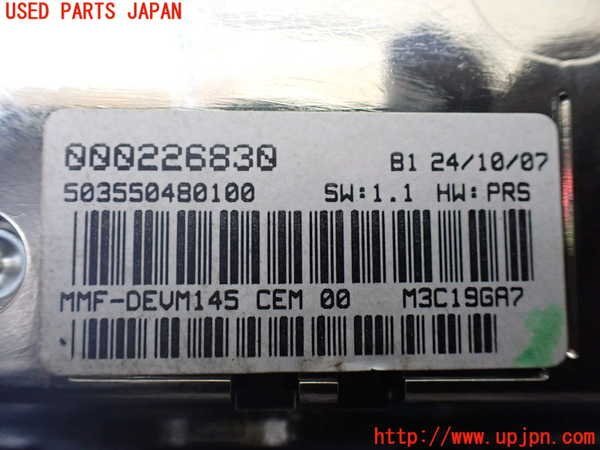 USED PARTS JAPAN
000226830 B1 24/10/07
503550480100 SW:1.1 HW:PRS
MMF-DEVM145 CEM 00 M3C19GA7
http://www.upjpn.com/